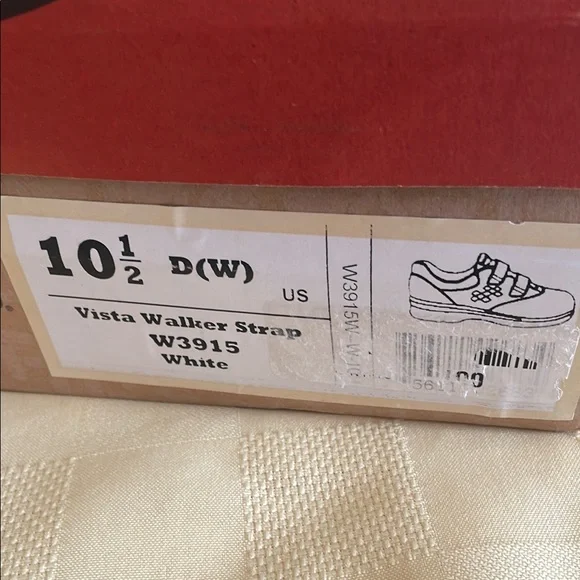 10 1/2 D(W) US
Vista Walker Strap
W3915
White